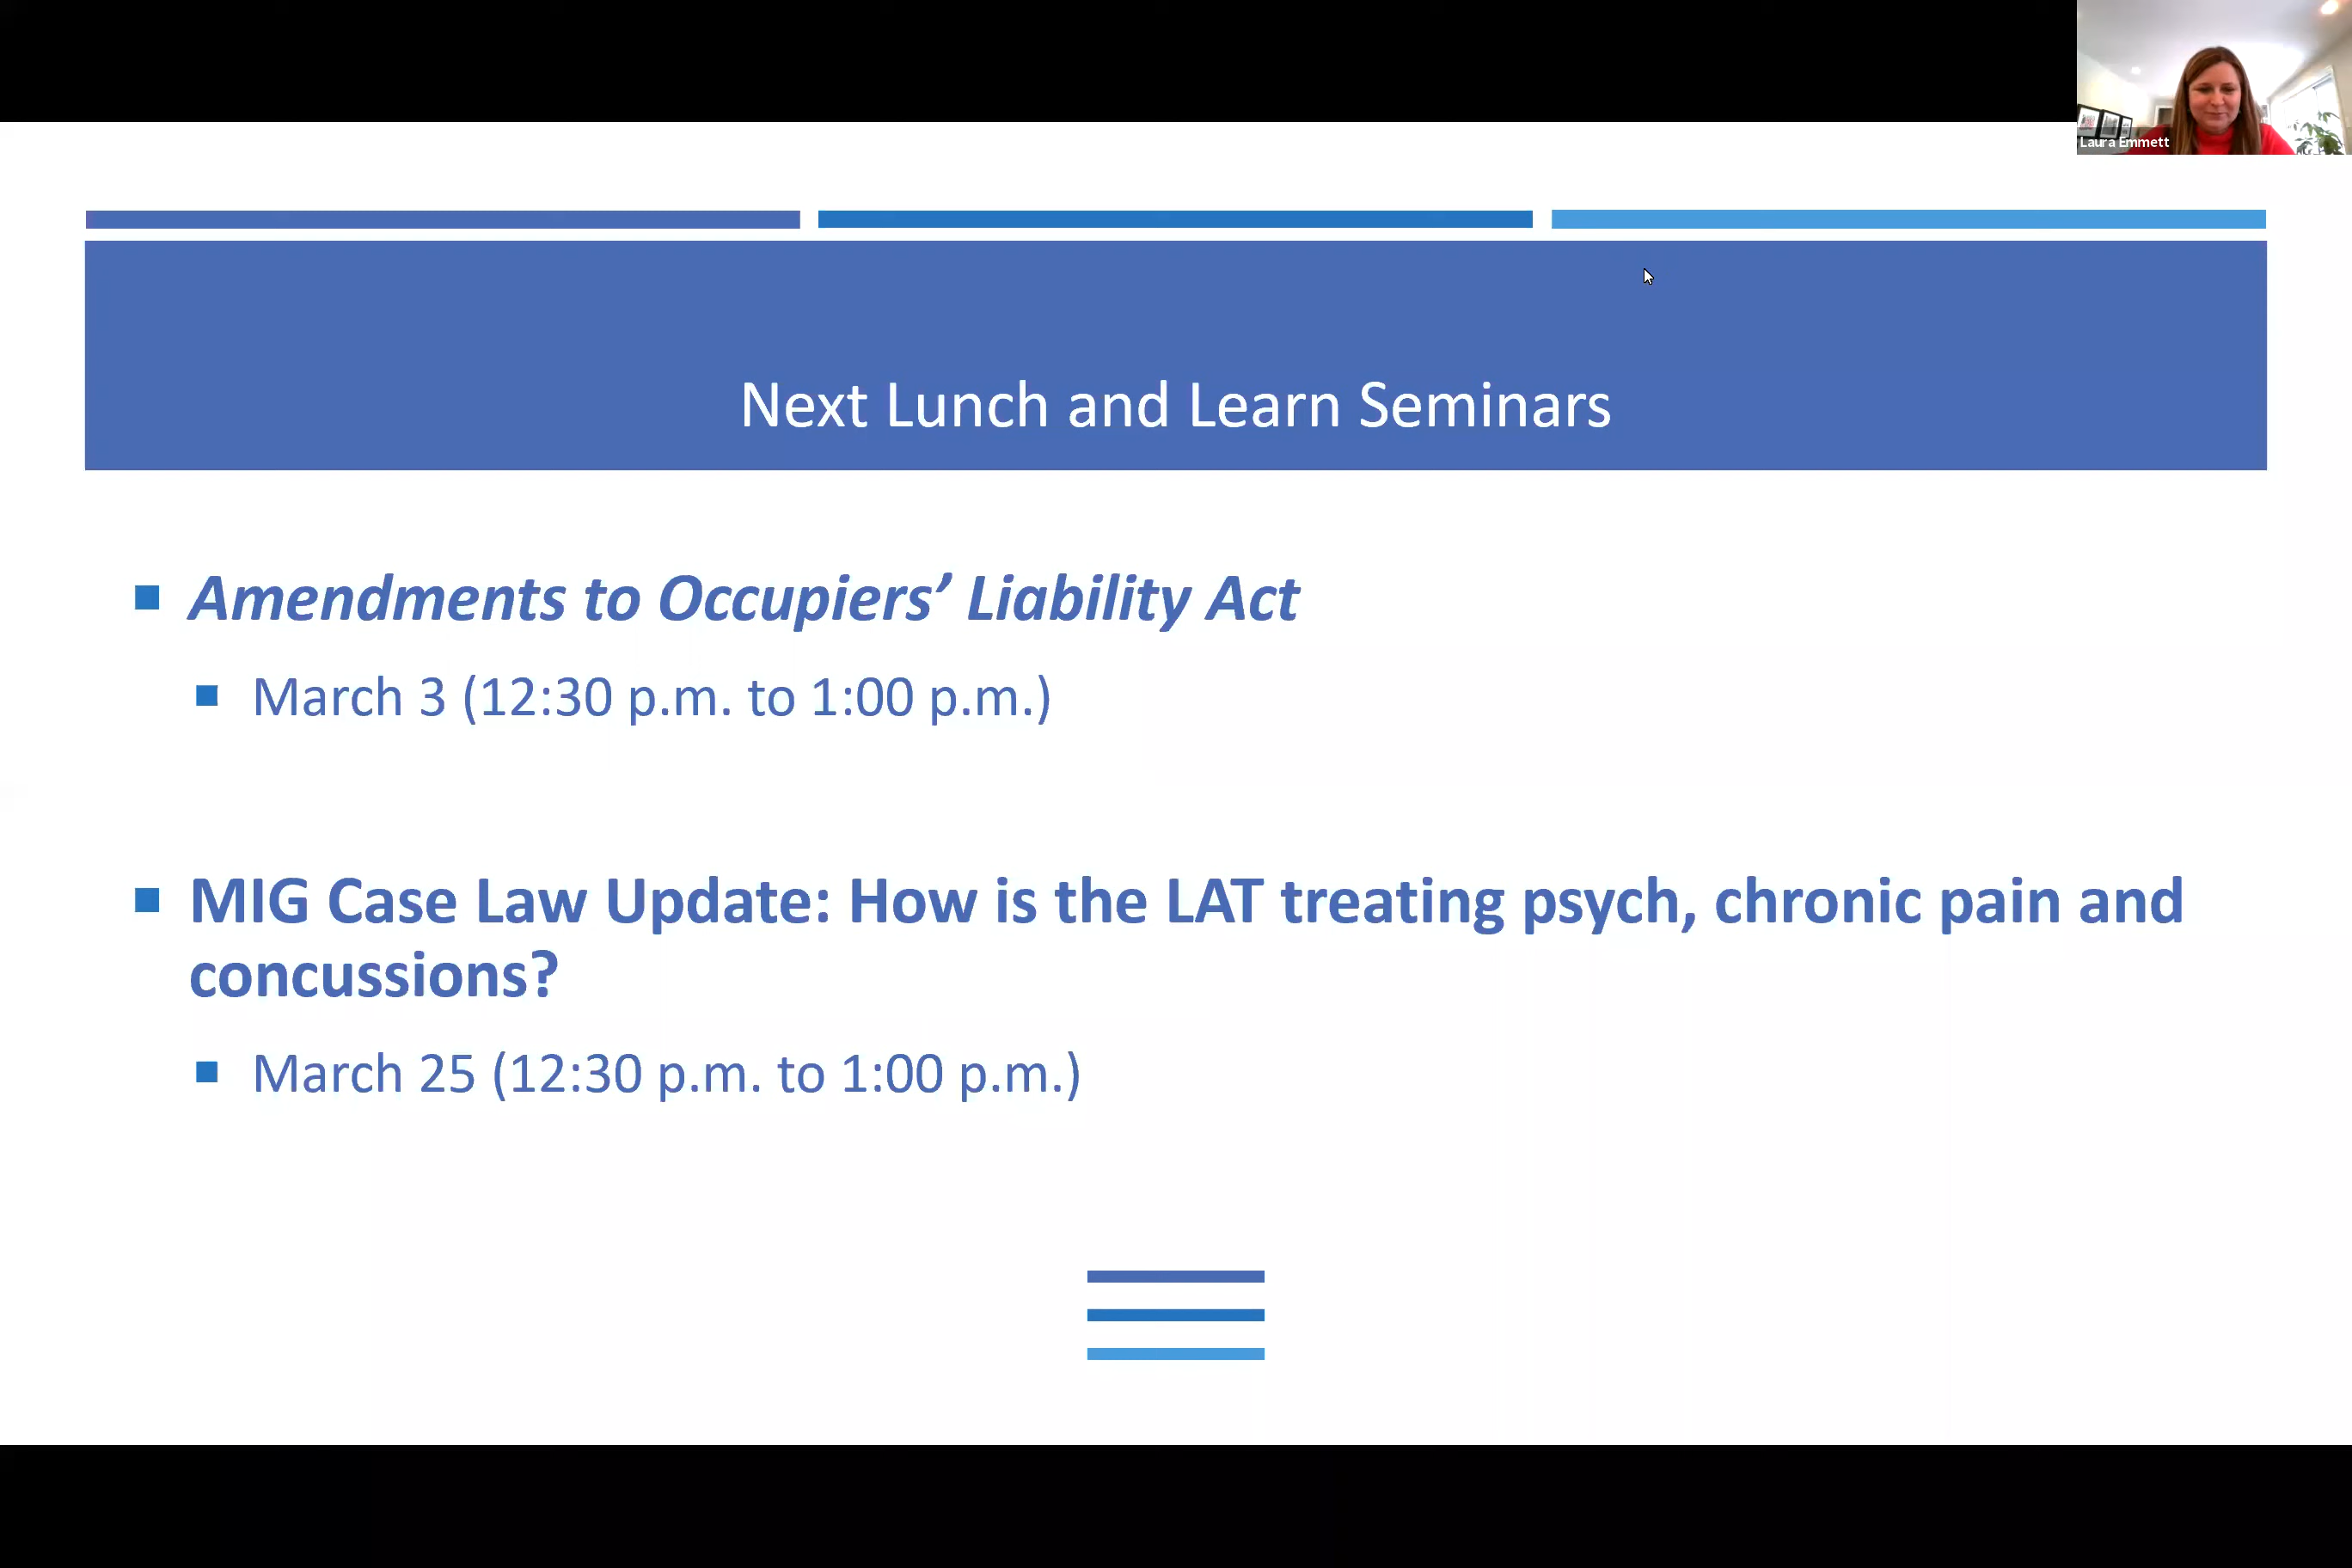 Laura Emmett
Next Lunch and Learn Seminars
Amendments to Occupiers’ Liability Act
March 3 (12:30 p.m. to 1:00 p.m.)
MIG Case Law Update: How is the LAT treating psych, chronic pain and
concussions?
March 25 (12:30 p.m. to 1:00 p.m.)